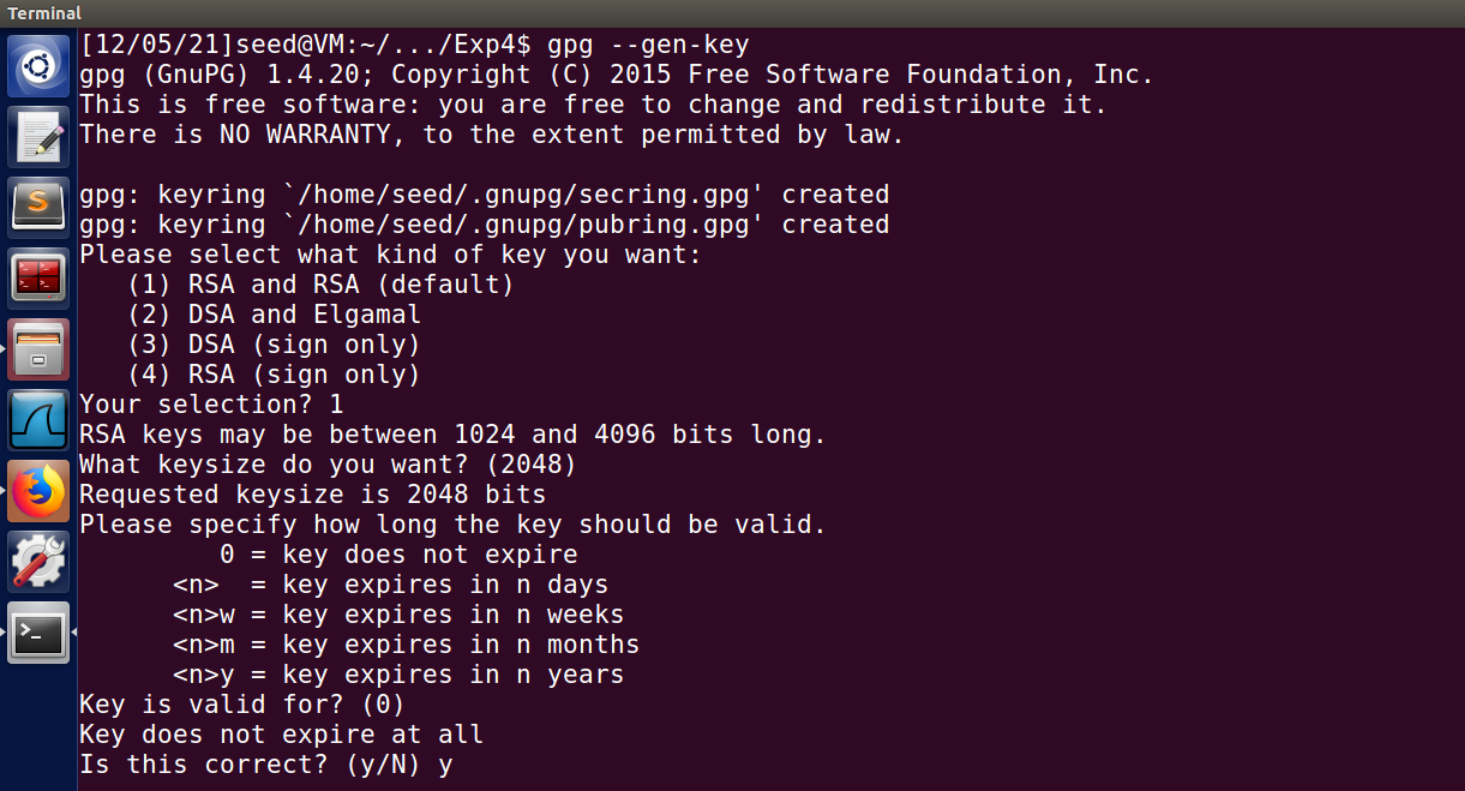 Terminal
[12/05/21]seed@VM:~/.../Exp4$ gpg --gen-key
gpg (GnuPG) 1.4.20; Copyright (C) 2015 Free Software Foundation, Inc.
This is free software: you are free to change and redistribute it.
There is NO WARRANTY, to the extent permitted by law.

gpg: keyring `/home/seed/.gnupg/secring.gpg' created
gpg: keyring `/home/seed/.gnupg/pubring.gpg' created
Please select what kind of key you want:
   (1) RSA and RSA (default)
   (2) DSA and Elgamal
   (3) DSA (sign only)
   (4) RSA (sign only)
Your selection? 1
RSA keys may be between 1024 and 4096 bits long.
What keysize do you want? (2048)
Requested keysize is 2048 bits
Please specify how long the key should be valid.
         0 = key does not expire
      <n>  = key expires in n days
      <n>w = key expires in n weeks
      <n>m = key expires in n months
      <n>y = key expires in n years
Key is valid for? (0)
Key does not expire at all
Is this correct? (y/N) y